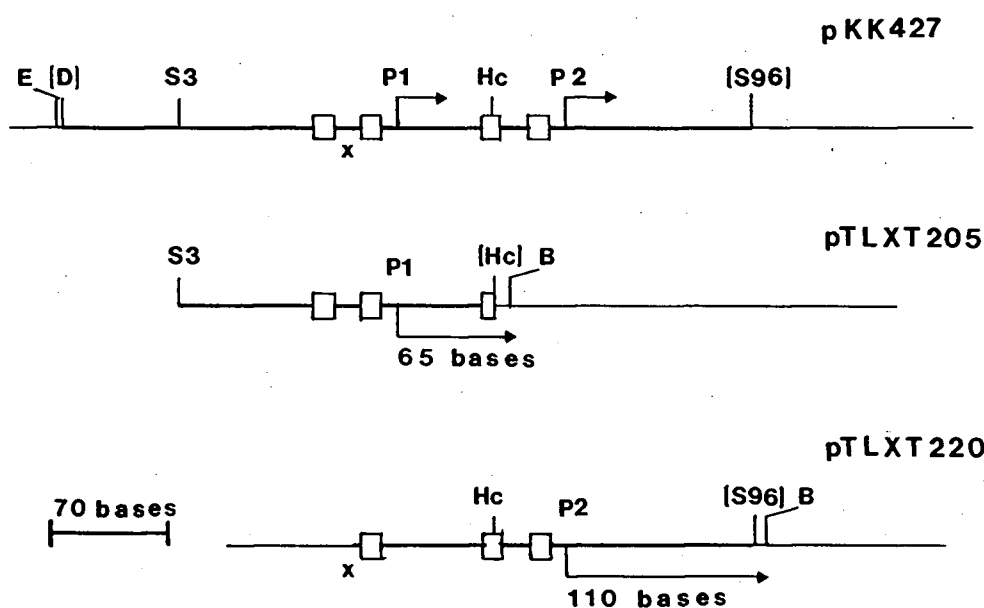 pKK427
E (D) S3 P1 Hc P2 (S96)
x
pTLXT205
S3 P1 (Hc) B
65 bases
pTLXT220
70 bases Hc P2 (S96) B
x
110 bases